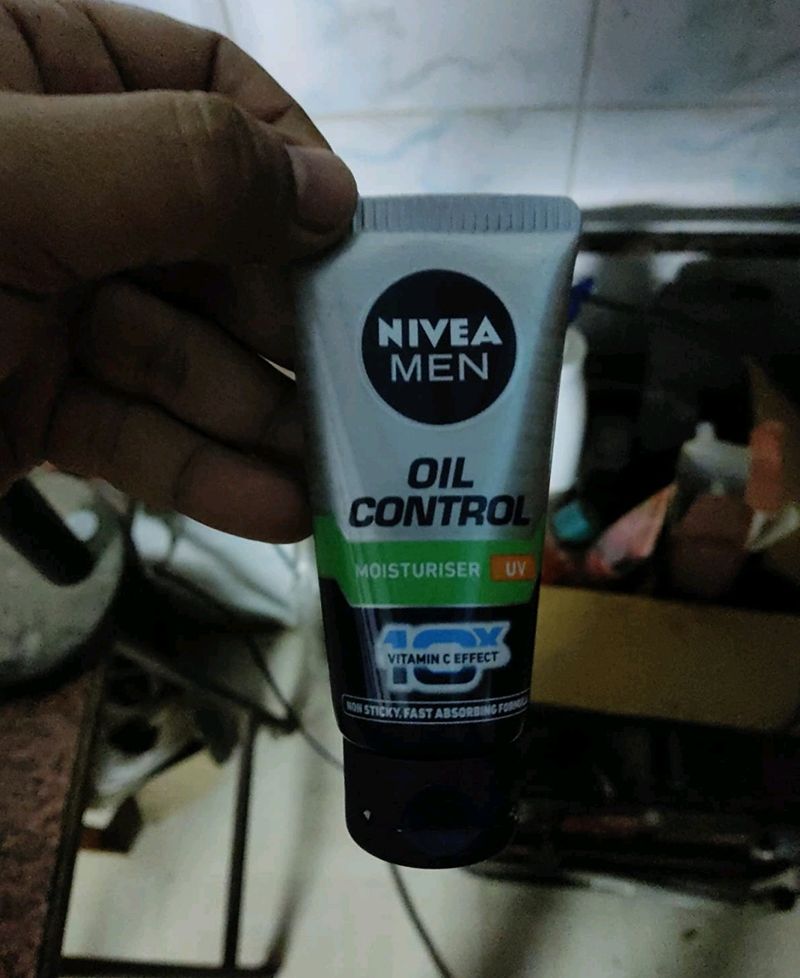 NIVEA
MEN
OIL
CONTROL
MOISTURISER UV
10X
VITAMIN C EFFECT
NON STICKY, FAST ABSORBING FORMULA